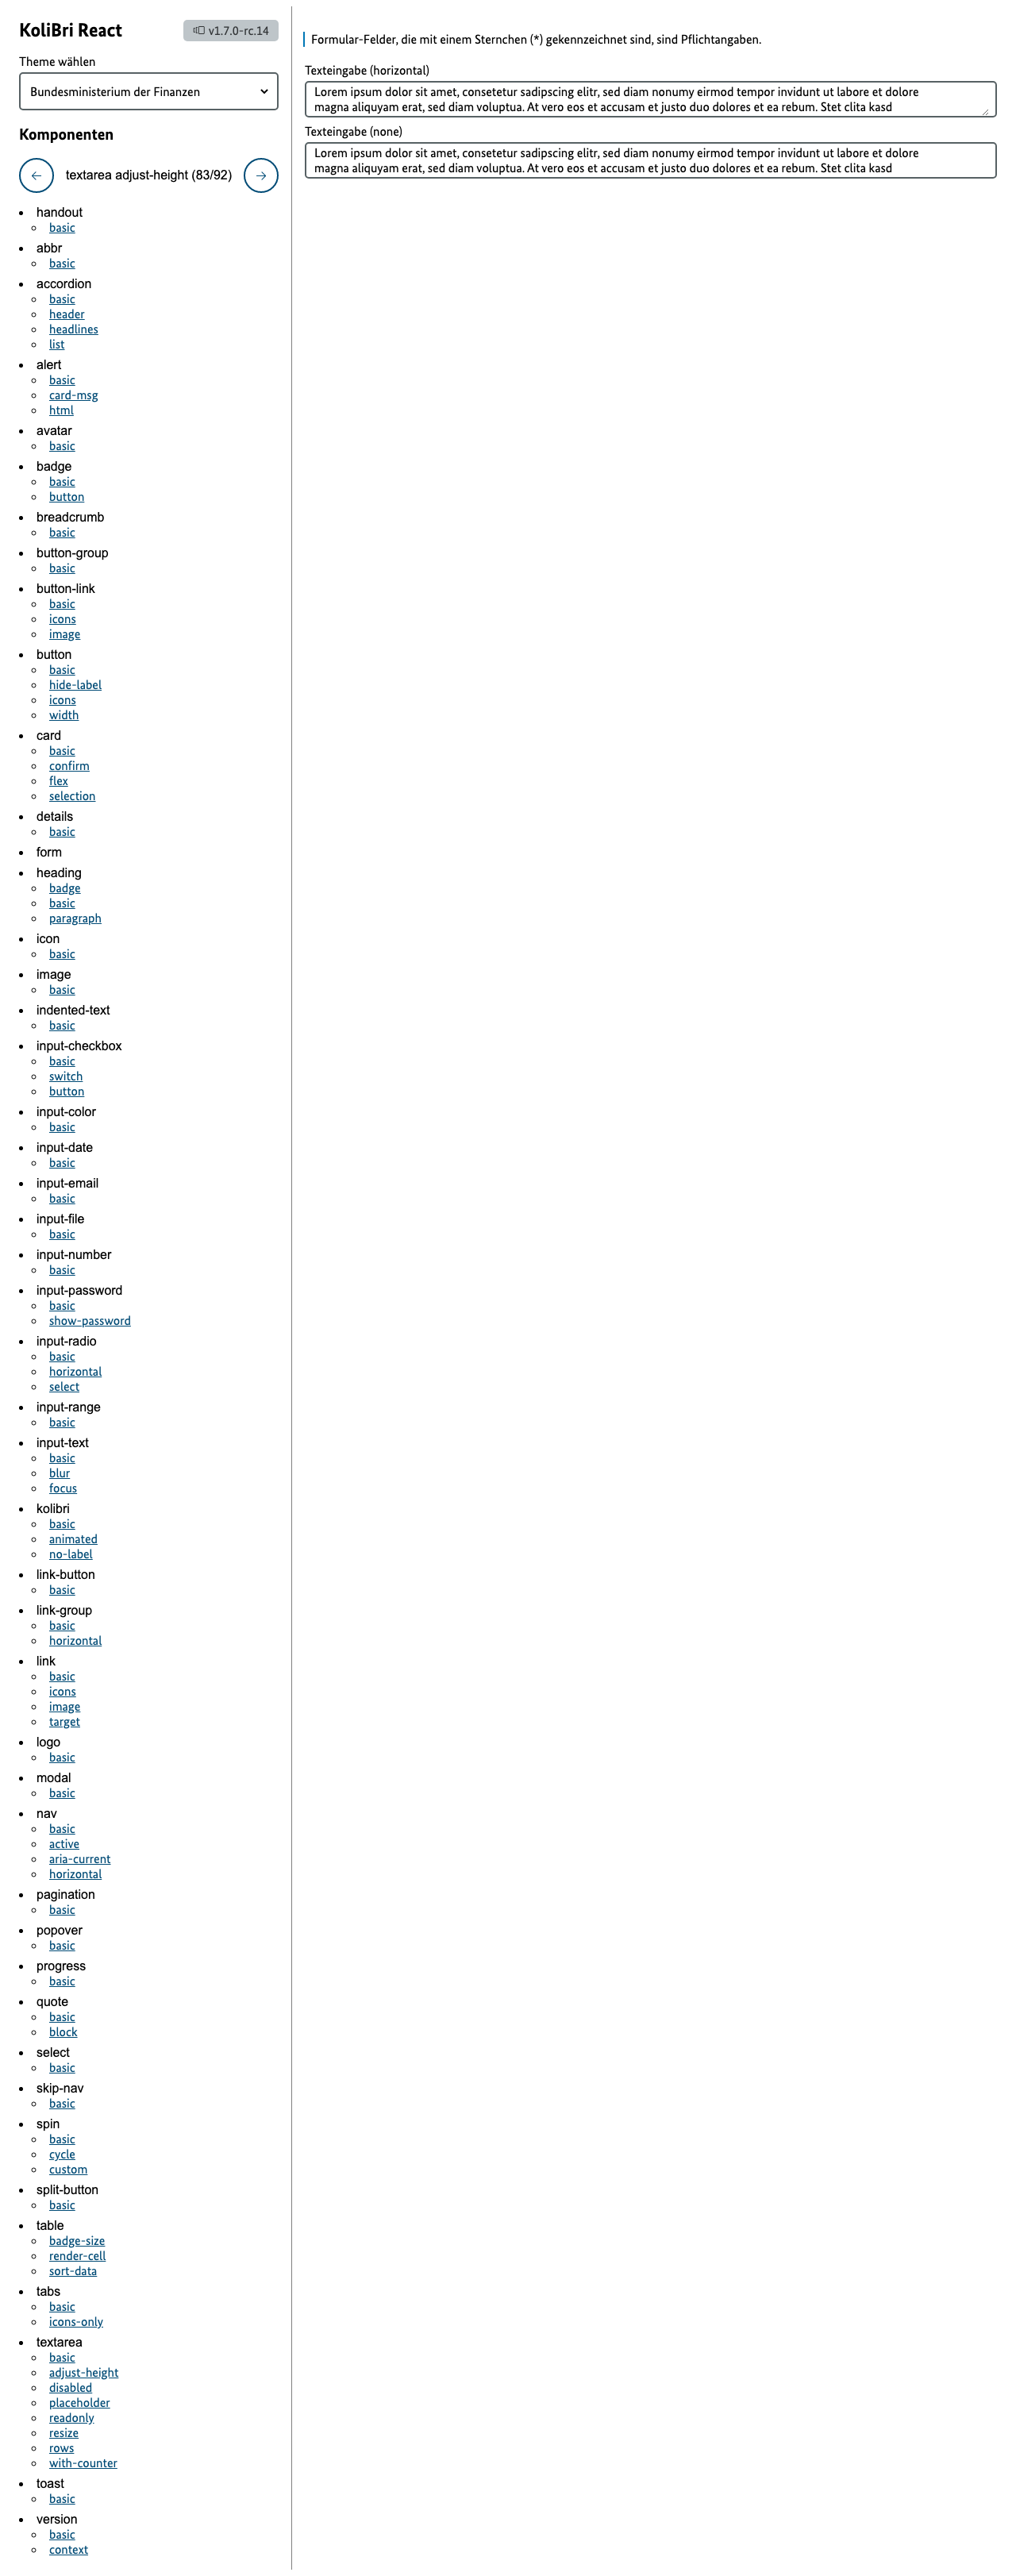 KoliBri React
v1.7.0-rc.14
Theme wählen
Bundesministerium der Finanzen
Komponenten
textarea adjust-height (83/92)
handout
basic
abbr
basic
accordion
basic
header
headlines
list
alert
basic
card-msg
html
avatar
basic
badge
basic
button
breadcrumb
basic
button-group
basic
button-link
basic
icons
image
button
basic
hide-label
icons
width
card
basic
confirm
flex
selection
details
basic
form
heading
badge
basic
paragraph
icon
basic
image
basic
indented-text
basic
input-checkbox
basic
switch
button
input-color
basic
input-date
basic
input-email
basic
input-file
basic
input-number
basic
input-password
basic
show-password
input-radio
basic
horizontal
select
input-range
basic
input-text
basic
blur
focus
kolibri
basic
animated
no-label
link-button
basic
link-group
basic
horizontal
link
basic
icons
image
target
logo
basic
modal
basic
nav
basic
active
aria-current
horizontal
pagination
basic
popover
basic
progress
basic
quote
basic
block
select
basic
skip-nav
basic
spin
basic
cycle
custom
split-button
basic
table
badge-size
render-cell
sort-data
tabs
basic
icons-only
textarea
basic
adjust-height
disabled
placeholder
readonly
resize
rows
with-counter
toast
basic
version
basic
context
Formular-Felder, die mit einem Sternchen (*) gekennzeichnet sind, sind Pflichtangaben.
Texteingabe (horizontal)
Lorem ipsum dolor sit amet, consetetur sadipscing elitr, sed diam nonumy eirmod tempor invidunt ut labore et dolore
magna aliquyam erat, sed diam voluptua. At vero eos et accusam et justo duo dolores et ea rebum. Stet clita kasd
Texteingabe (none)
Lorem ipsum dolor sit amet, consetetur sadipscing elitr, sed diam nonumy eirmod tempor invidunt ut labore et dolore
magna aliquyam erat, sed diam voluptua. At vero eos et accusam et justo duo dolores et ea rebum. Stet clita kasd